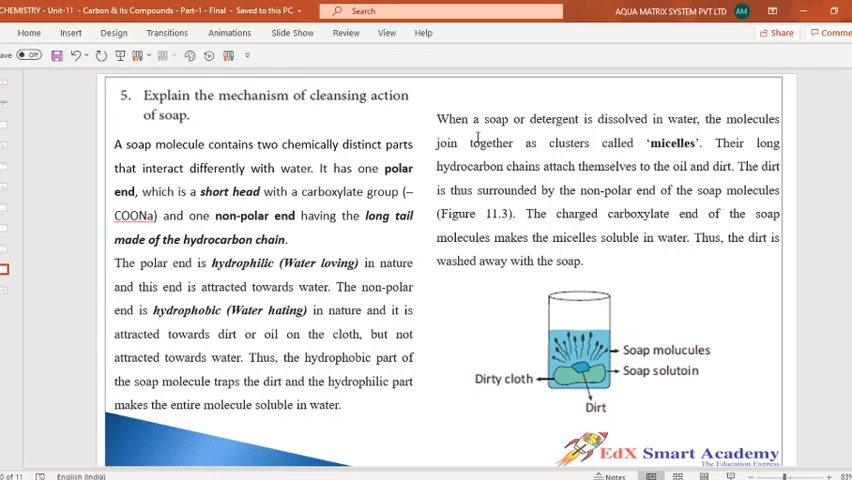 CHEMISTRY - Unit-11 - Carbon & Its Compounds - Part-1 - FInal - Saved to this PC
Search
AQUA MATRIX SYSTEM PVT LTD
AM
Home Insert Design Transitions Animations Slide Show Review View Help
Share
Comme
ave Off
5. Explain the mechanism of cleansing action
of soap.
A soap molecule contains two chemically distinct parts
that interact differently with water. It has one polar
end, which is a short head with a carboxylate group (–
COONa) and one non-polar end having the long tail
made of the hydrocarbon chain.
The polar end is hydrophilic (Water loving) in nature
and this end is attracted towards water. The non-polar
end is hydrophobic (Water hating) in nature and it is
attracted towards dirt or oil on the cloth, but not
attracted towards water. Thus, the hydrophobic part of
the soap molecule traps the dirt and the hydrophilic part
makes the entire molecule soluble in water.
When a soap or detergent is dissolved in water, the molecules
join together as clusters called ‘micelles’. Their long
hydrocarbon chains attach themselves to the oil and dirt. The dirt
is thus surrounded by the non-polar end of the soap molecules
(Figure 11.3). The charged carboxylate end of the soap
molecules makes the micelles soluble in water. Thus, the dirt is
washed away with the soap.
Soap molucules
Soap solutoin
Dirty cloth
Dirt
EdX Smart Academy
The Education Express
0 of 11
English (India)
Notes
83%